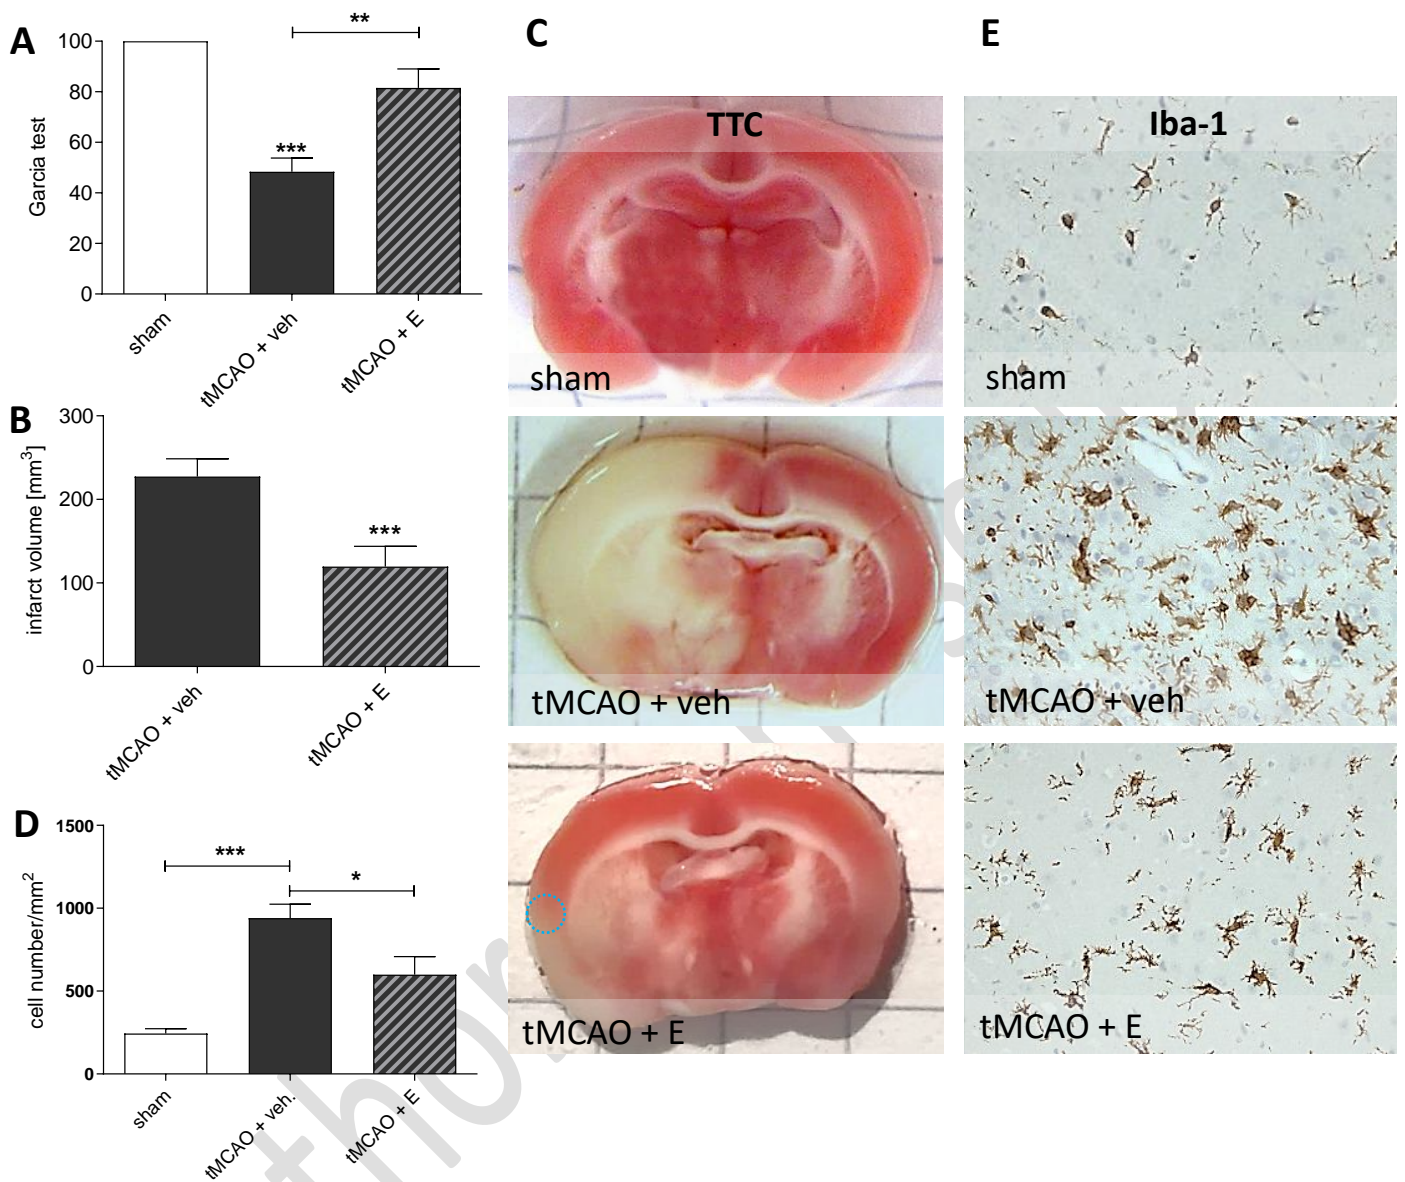 A
**
100
80
60
40
20
0
Garcia test
***
sham
tMCAO + veh
tMCAO + E
B
300
200
100
0
infarct volume [mm3]
***
tMCAO + veh
tMCAO + E
D
1500
1000
500
0
cell number/mm2
***
*
sham
tMCAO + veh.
tMCAO + E
C
TTC
sham
tMCAO + veh
tMCAO + E
E
Iba-1
sham
tMCAO + veh
tMCAO + E